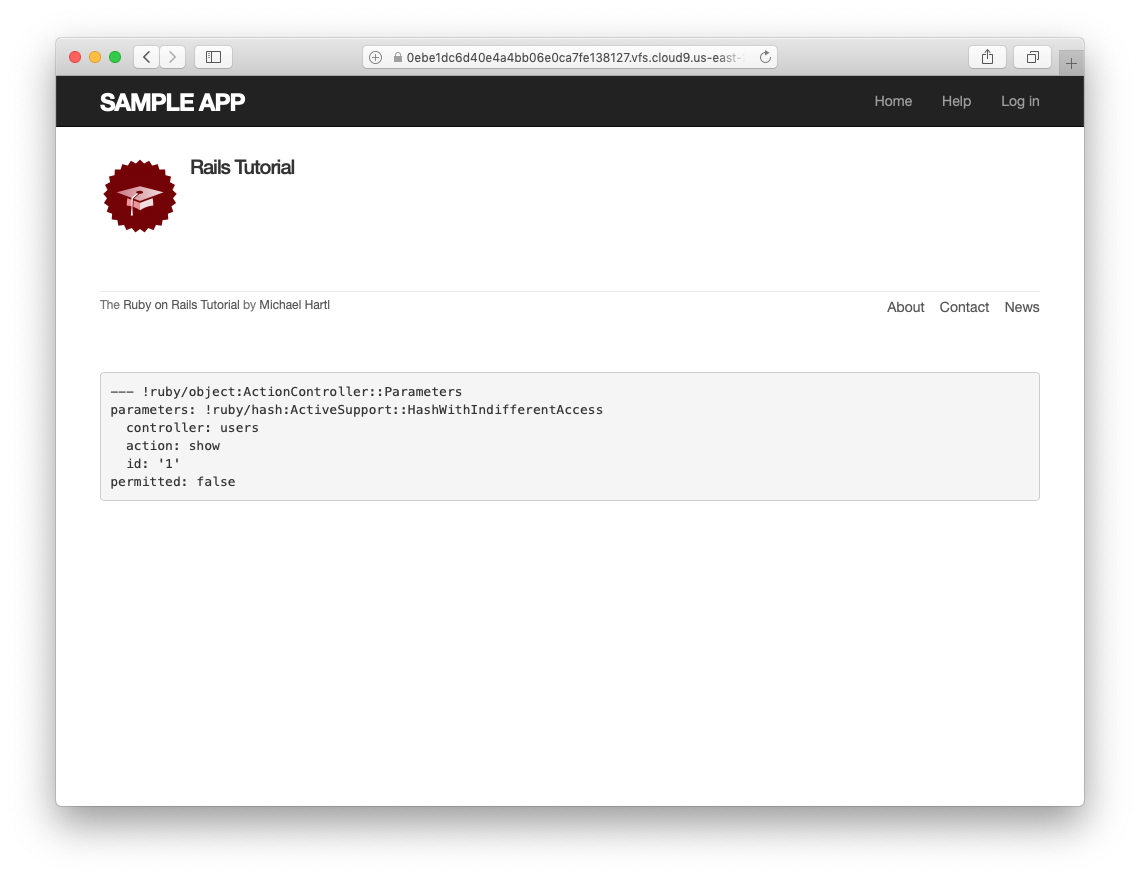 0ebe1dc6d40e4a4bb06e0ca7fe138127.vfs.cloud9.us-east-
SAMPLE APP
Home Help Log in
Rails Tutorial
The Ruby on Rails Tutorial by Michael Hartl
About Contact News
--- !ruby/object:ActionController::Parameters
parameters: !ruby/hash:ActiveSupport::HashWithIndifferentAccess
  controller: users
  action: show
  id: '1'
permitted: false